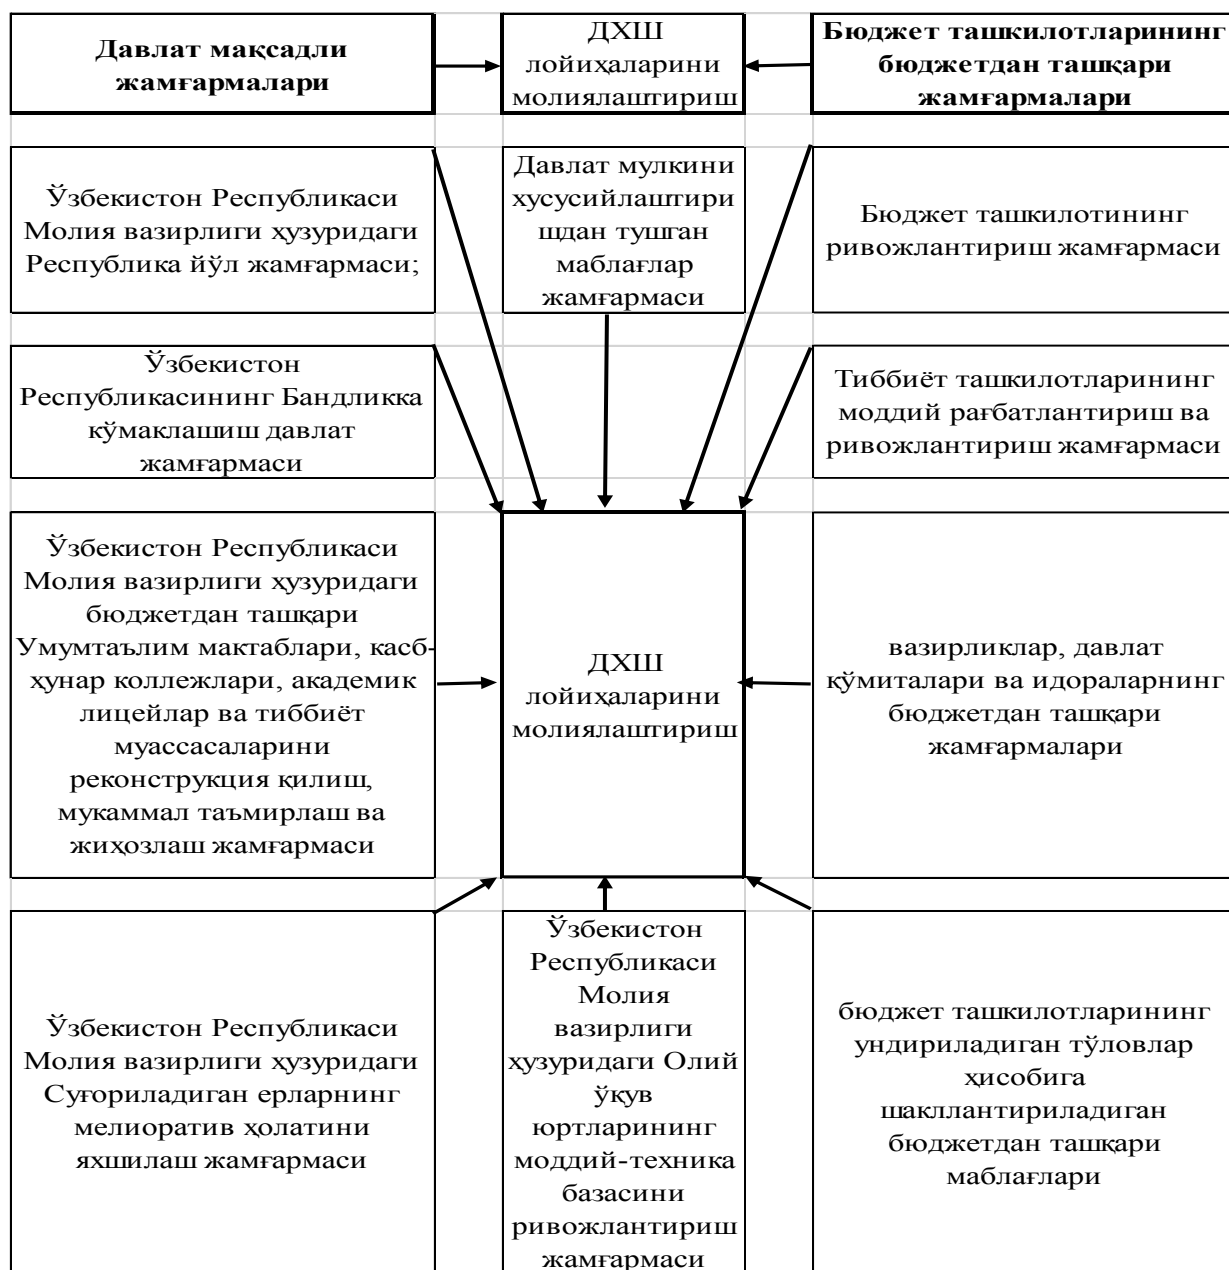 Давлат мақсадли
жамғармалари
ДХШ
лойиҳаларини
молиялаштириш
Бюджет ташкилотларининг
бюджетдан ташқари
жамғармалари
Ўзбекистон Республикаси
Молия вазирлиги ҳузуридаги
Республика йўл жамғармаси;
Давлат мулкини
хусусийлаштири
шдан тушган
маблағлар
жамғармаси
Бюджет ташкилотининг
ривожлантириш жамғармаси
Ўзбекистон
Республикасининг Бандликка
кўмаклашиш давлат
жамғармаси
Тиббиёт ташкилотларининг
моддий рағбатлантириш ва
ривожлантириш жамғармаси
Ўзбекистон Республикаси
Молия вазирлиги ҳузуридаги
бюджетдан ташқари
Умумтаълим мактаблари, касб-
ҳунар коллежлари, академик
лицейлар ва тиббиёт
муассасаларини
реконструкция қилиш,
мукаммал таъмирлаш ва
жиҳозлаш жамғармаси
ДХШ
лойиҳаларини
молиялаштириш
вазирликлар, давлат
қўмиталари ва идораларнинг
бюджетдан ташқари
жамғармалари
Ўзбекистон Республикаси
Молия вазирлиги ҳузуридаги
Суғориладиган ерларнинг
мелиоратив ҳолатини
яхшилаш жамғармаси
Ўзбекистон
Республикаси
Молия
вазирлиги
ҳузуридаги Олий
ўқув
юртларининг
моддий-техника
базасини
ривожлантириш
жамғармаси
бюджет ташкилотларининг
ундириладиган тўловлар
ҳисобига
шакллантириладиган
бюджетдан ташқари
маблағлари